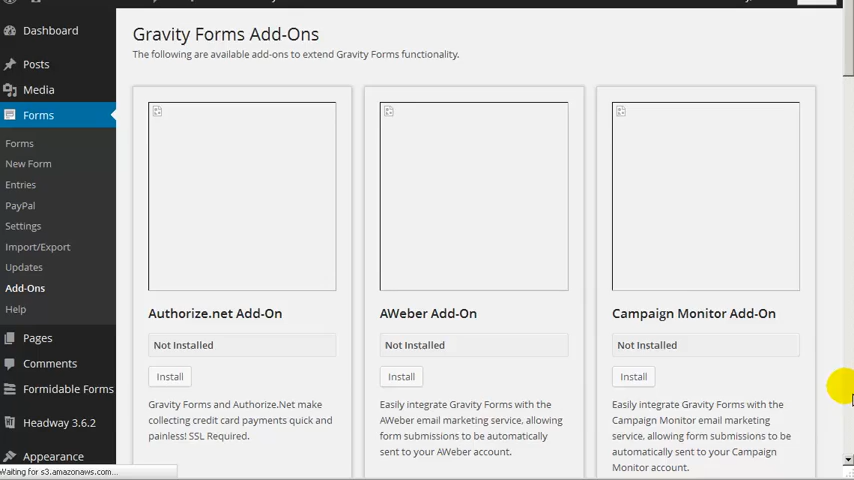 Dashboard
Posts
Media
Forms
Forms
New Form
Entries
PayPal
Settings
Import/Export
Updates
Add-Ons
Help
Pages
Comments
Formidable Forms
Headway 3.6.2
Appearance
Waiting for s3.amazonaws.com...
Gravity Forms Add-Ons
The following are available add-ons to extend Gravity Forms functionality.
Authorize.net Add-On
Not Installed
Install
Gravity Forms and Authorize.Net make
collecting credit card payments quick and
painless! SSL Required.
AWeber Add-On
Not Installed
Install
Easily integrate Gravity Forms with the
AWeber email marketing service, allowing
form submissions to be automatically
sent to your AWeber account.
Campaign Monitor Add-On
Not Installed
Install
Easily integrate Gravity Forms with the
Campaign Monitor email marketing
service, allowing form submissions to be
automatically sent to your Campaign
Monitor account.